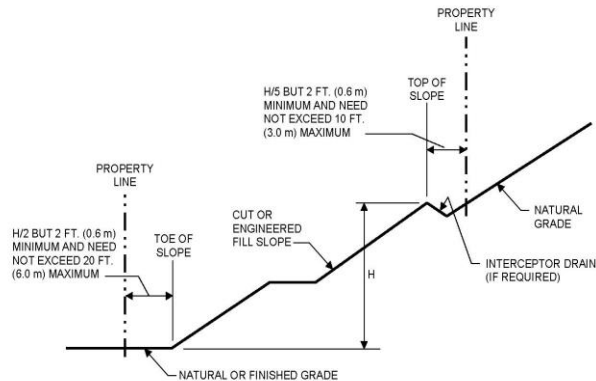 PROPERTY
LINE
H/5 BUT 2 FT. (0.6 m)
MINIMUM AND NEED
NOT EXCEED 10 FT.
(3.0 m) MAXIMUM
TOP OF
SLOPE
PROPERTY
LINE
H/2 BUT 2 FT. (0.6 m)
MINIMUM AND NEED
NOT EXCEED 20 FT.
(6.0 m) MAXIMUM
TOE OF
SLOPE
CUT OR
ENGINEERED
FILL SLOPE
H
NATURAL
GRADE
INTERCEPTOR DRAIN
(IF REQUIRED)
NATURAL OR FINISHED GRADE